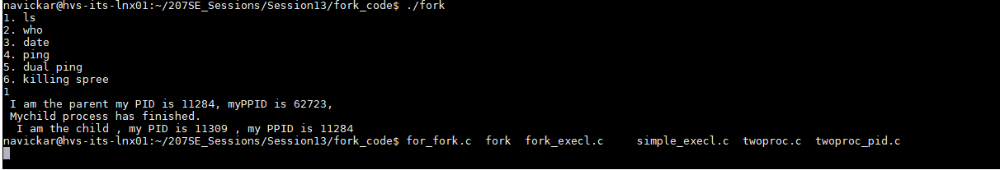 navickar@hvs-its-lnx01:~/207SE_Sessions/Session13/fork_code$ ./fork
1. ls
2. who
3. date
4. ping
5. dual ping
6. killing spree
1
 I am the parent my PID is 11284, myPPID is 62723,
 Mychild process has finished.
  I am the child , my PID is 11309 , my PPID is 11284
navickar@hvs-its-lnx01:~/207SE_Sessions/Session13/fork_code$ for_fork.c  fork  fork_execl.c     simple_execl.c  twoproc.c  twoproc_pid.c